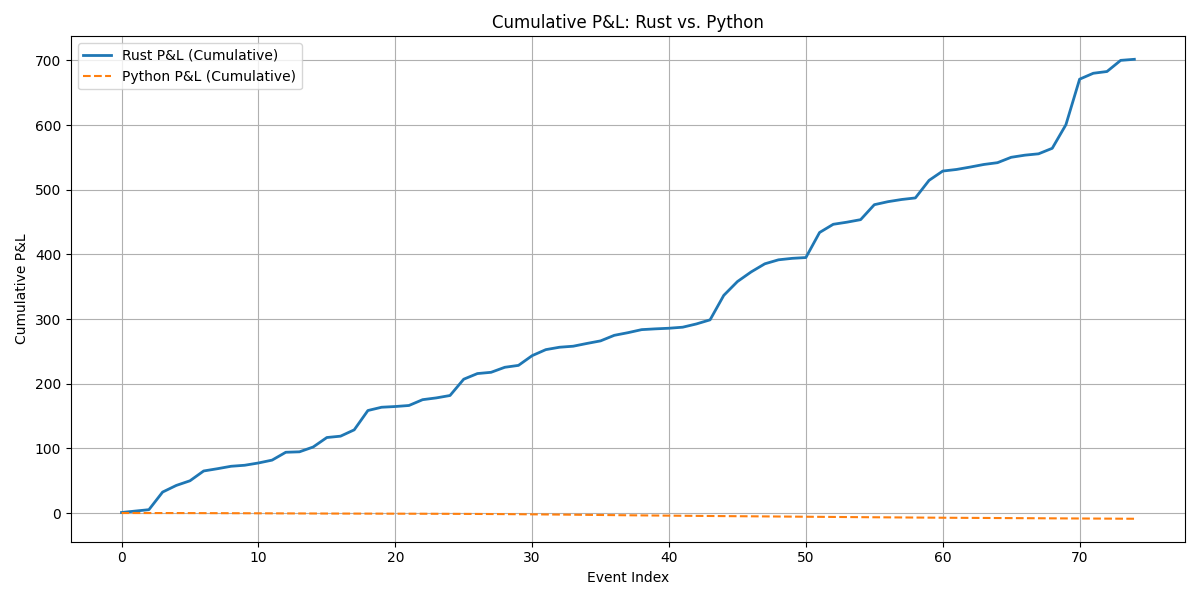 Cumulative P&L: Rust vs. Python
Rust P&L (Cumulative)
Python P&L (Cumulative)
Cumulative P&L
700
600
500
400
300
200
100
0
0 10 20 30 40 50 60 70
Event Index